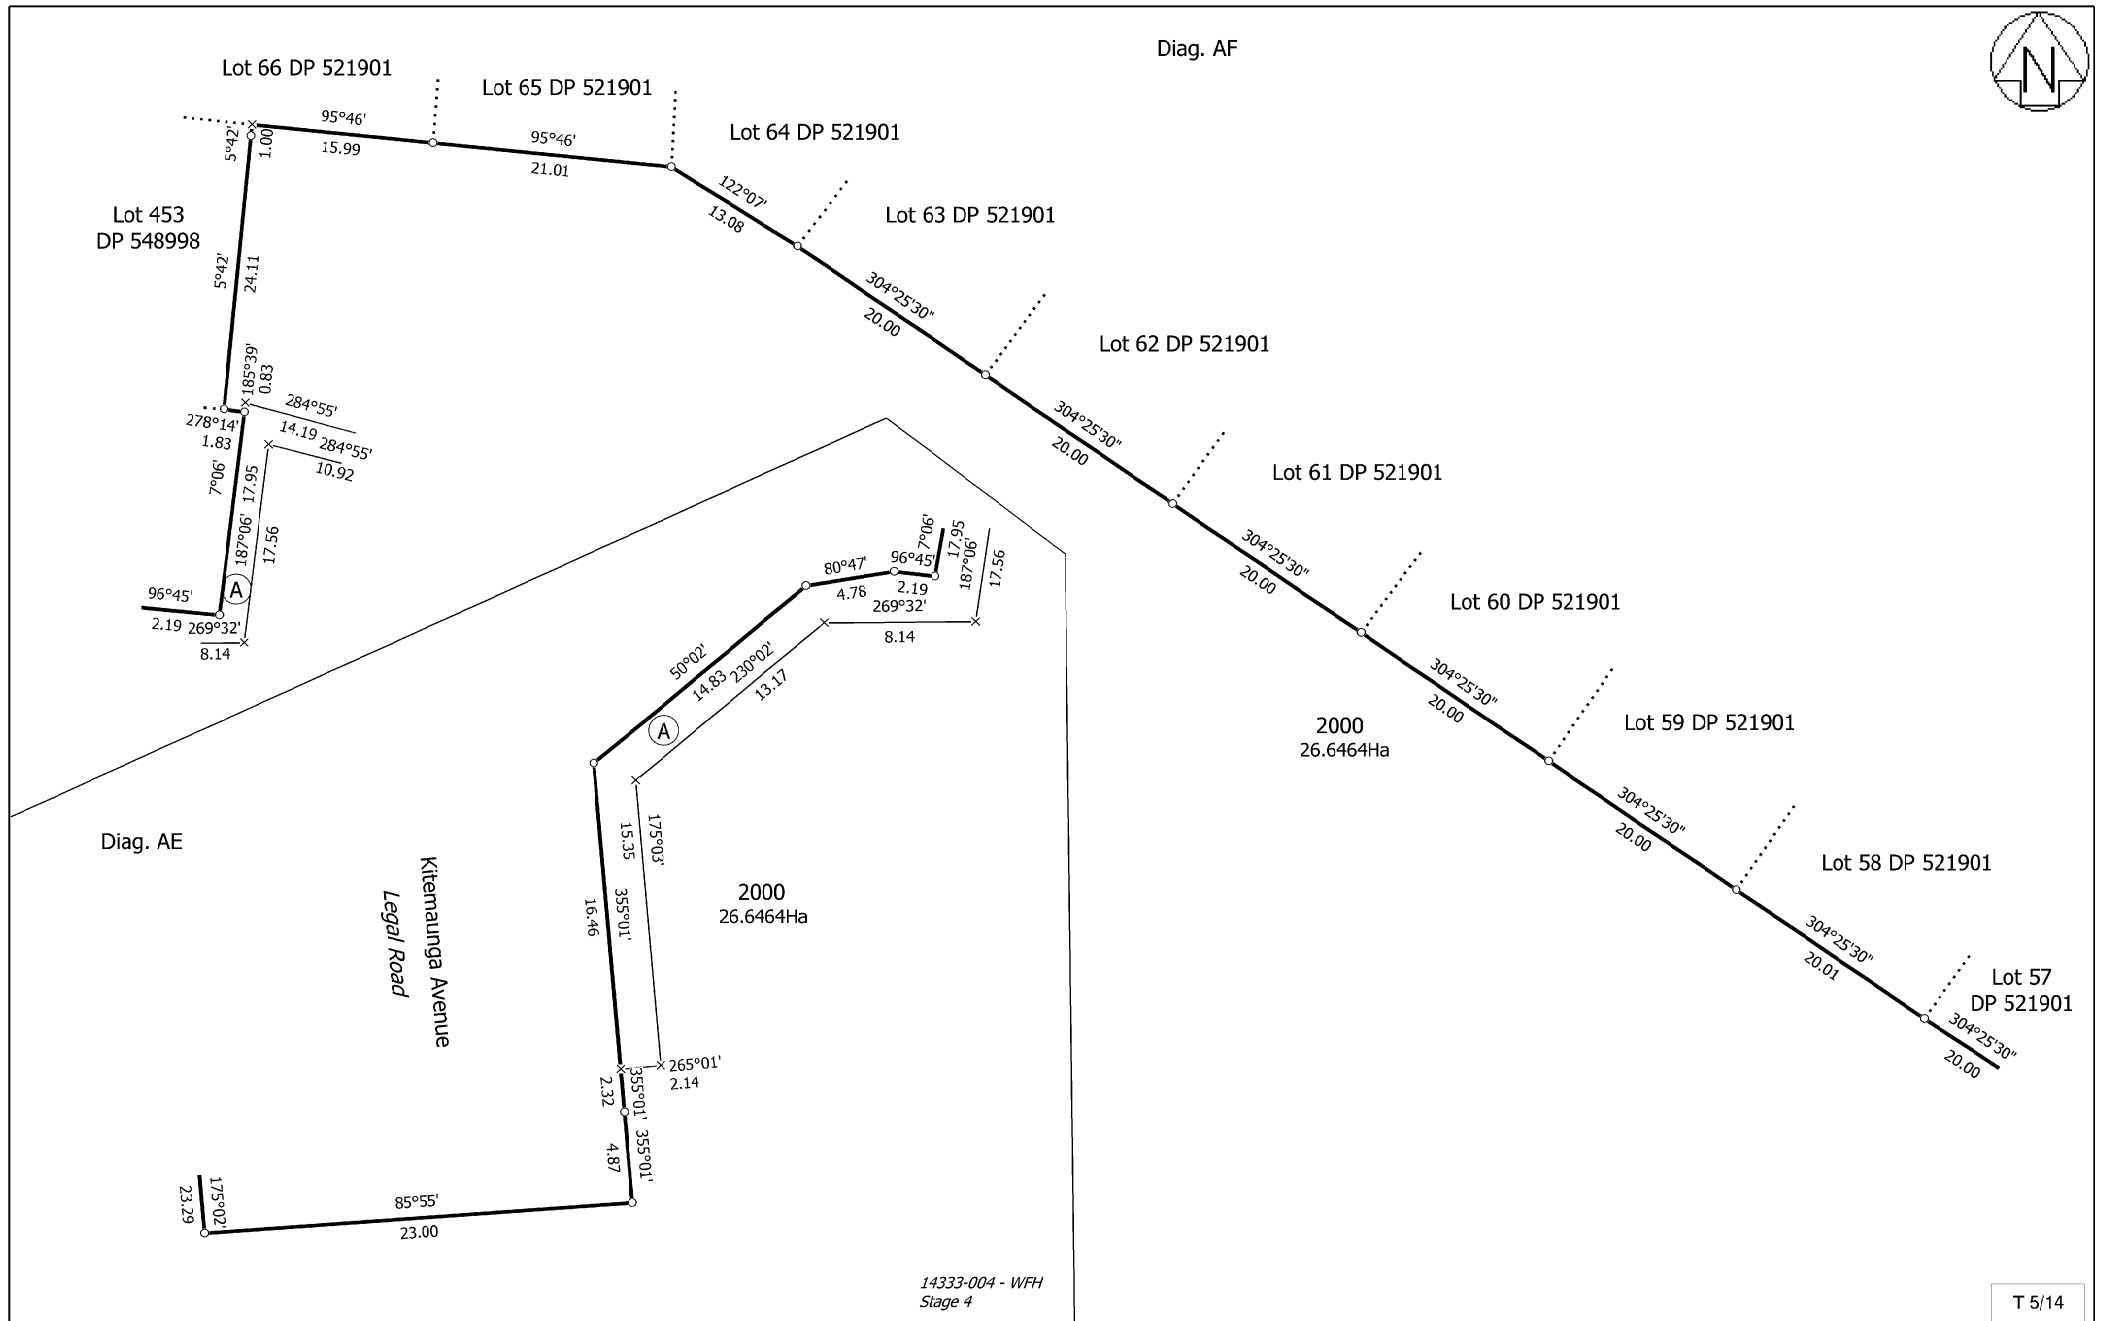 Diag. AF
N
Lot 66 DP 521901
Lot 65 DP 521901
Lot 64 DP 521901
Lot 63 DP 521901
Lot 62 DP 521901
Lot 61 DP 521901
Lot 60 DP 521901
Lot 59 DP 521901
Lot 58 DP 521901
Lot 57
DP 521901
95°46'
15.99
95°46'
21.01
122°07'
13.08
304°25'30"
20.00
304°25'30"
20.00
304°25'30"
20.00
304°25'30"
20.00
304°25'30"
20.00
304°25'30"
20.01
304°25'30"
20.00
5°42'
1.00
Lot 453
DP 548998
5°42'
24.11
185°39'
0.83
284°55'
14.19
278°14'
1.83
284°55'
10.92
7°06'
17.95
187°06'
17.56
A
96°45'
2.19
269°32'
8.14
2000
26.6464Ha
7°06'
17.95
187°06'
17.56
80°47'
4.78
96°45'
2.19
269°32'
8.14
50°02'
14.83
230°02'
13.17
A
Diag. AE
Kitemaunga Avenue
Legal Road
15.35
175°03'
16.46
355°01'
2000
26.6464Ha
265°01'
2.14
2.32
355°01'
4.87
355°01'
175°02'
23.29
85°55'
23.00
14333-004 - WFH
Stage 4
T 5/14